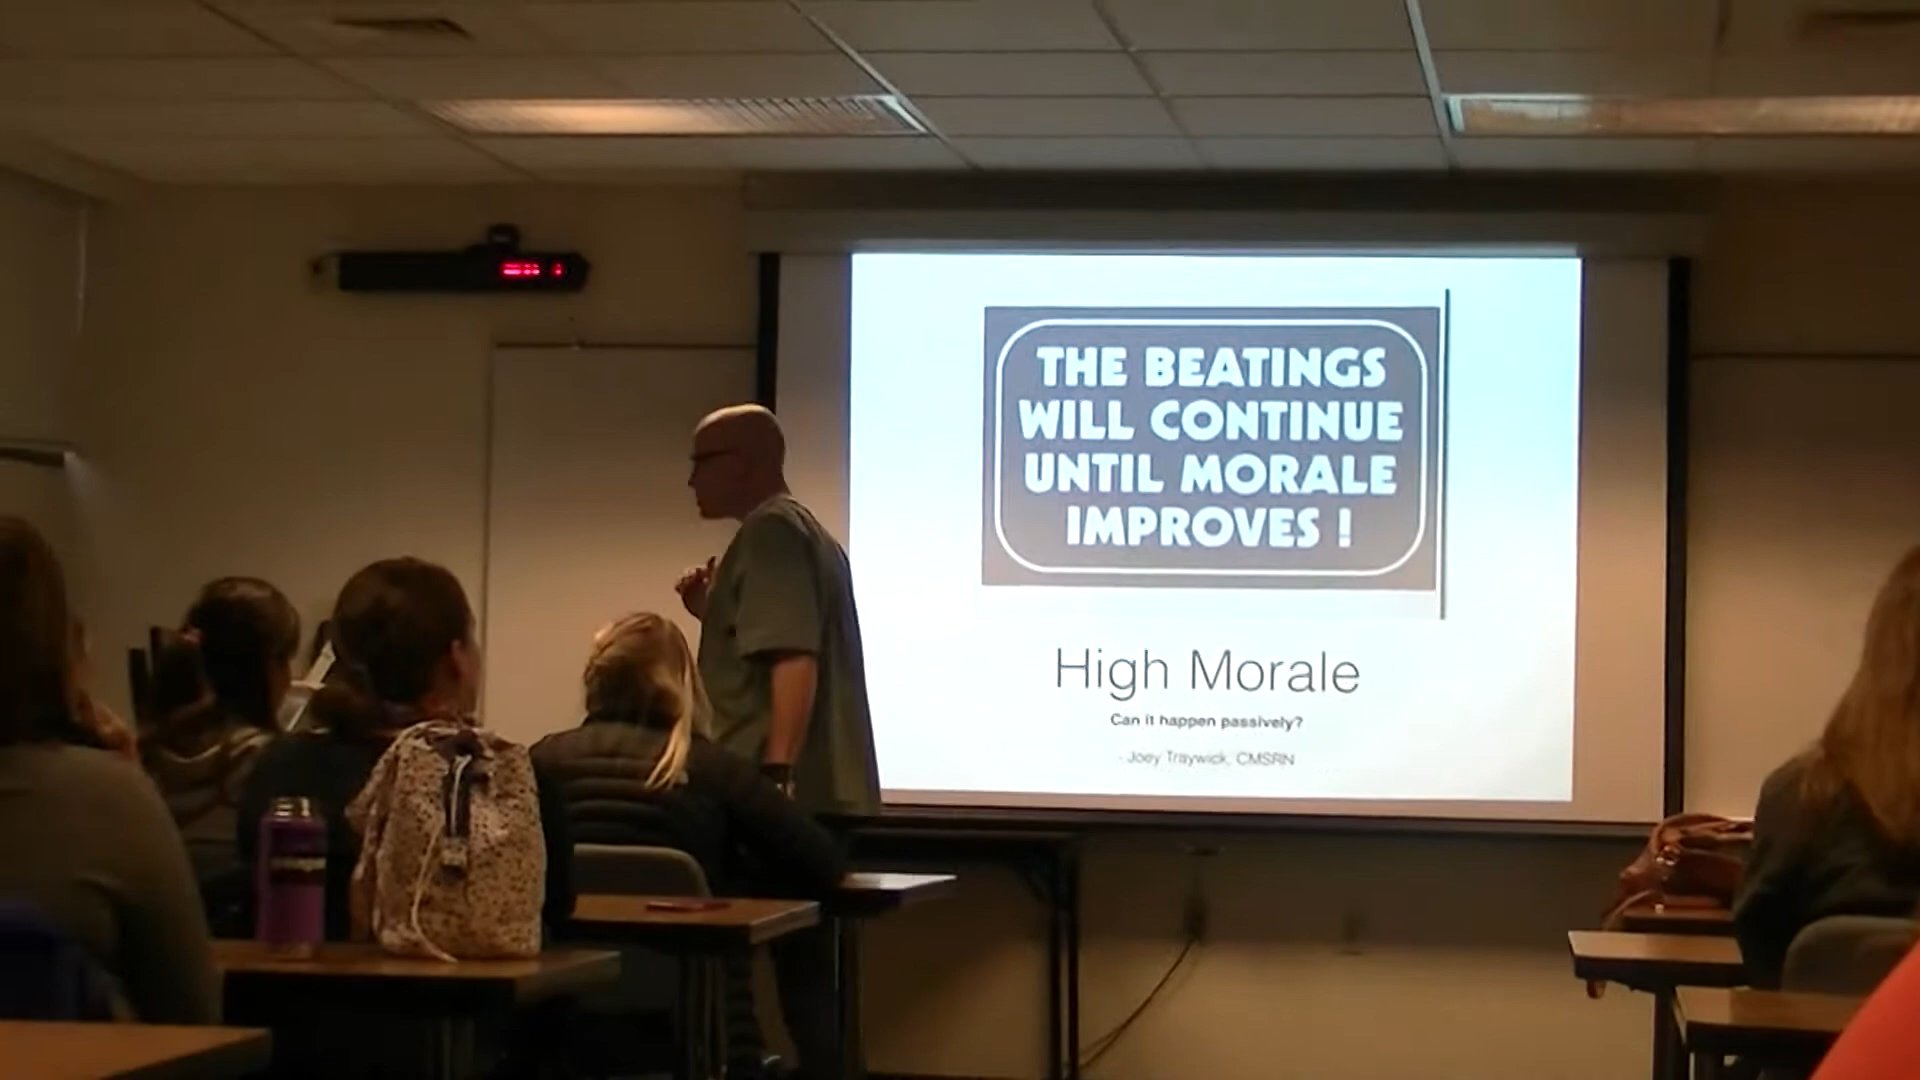 THE BEATINGS
WILL CONTINUE
UNTIL MORALE
IMPROVES !
High Morale
Can it happen passively?
- Joey Traywick, CMSRN